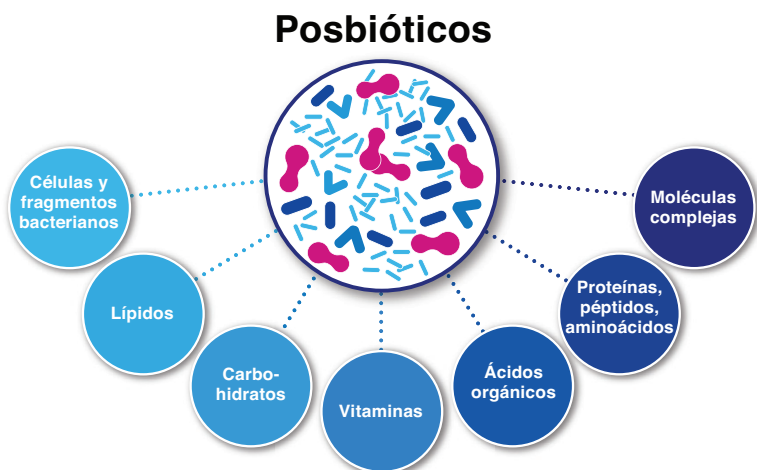 Posbióticos
Células y
fragmentos
bacterianos
Lípidos
Carbo-
hidratos
Vitaminas
Ácidos
orgánicos
Proteínas,
péptidos,
aminoácidos
Moléculas
complejas